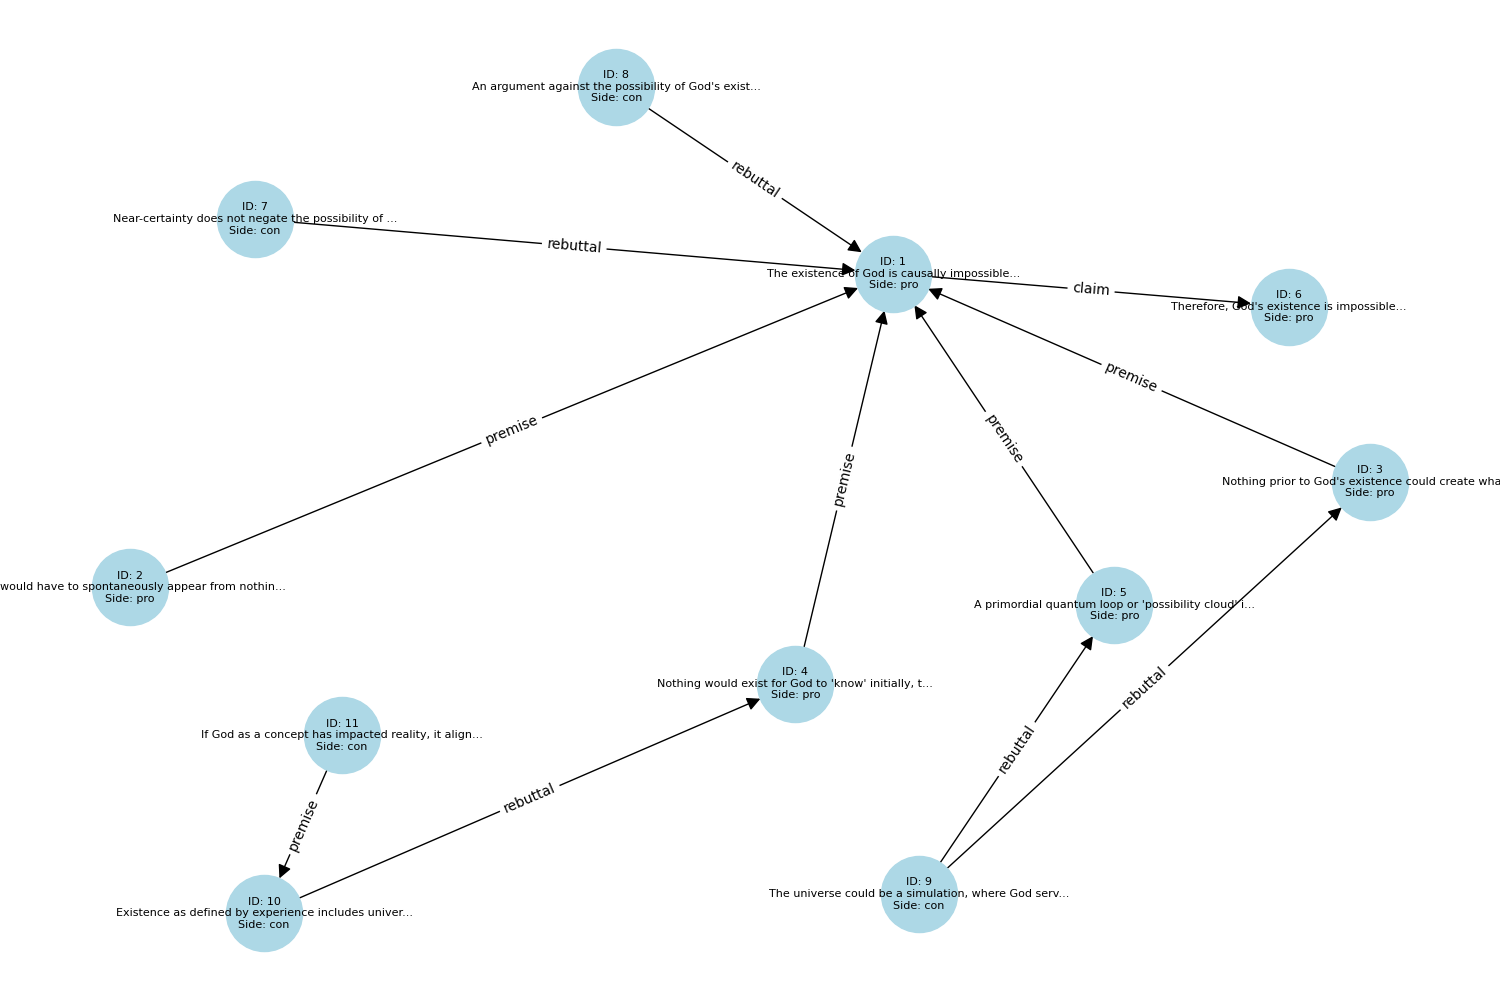 ID: 8
An argument against the possibility of God's exist...
Side: con
rebuttal
ID: 7
Near-certainty does not negate the possibility of ...
Side: con
rebuttal
ID: 1
The existence of God is causally impossible...
Side: pro
claim
ID: 6
Therefore, God's existence is impossible...
Side: pro
premise
premise
premise
premise
ID: 3
Nothing prior to God's existence could create wha
Side: pro
ID: 2
would have to spontaneously appear from nothin...
Side: pro
ID: 5
A primordial quantum loop or 'possibility cloud' i...
Side: pro
ID: 4
Nothing would exist for God to 'know' initially, t...
Side: pro
rebuttal
rebuttal
ID: 11
If God as a concept has impacted reality, it align...
Side: con
rebuttal
premise
ID: 9
The universe could be a simulation, where God serv...
Side: con
ID: 10
Existence as defined by experience includes univer...
Side: con